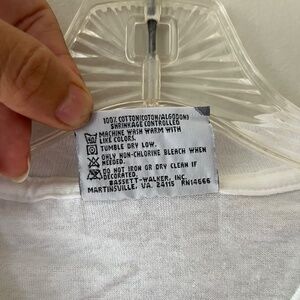 100% COTTON(COTON/ALGODON)
SHRINKAGE CONTROLLED
MACHINE WASH WARM WITH
LIKE COLORS.
TUMBLE DRY LOW.
ONLY NON-CHLORINE BLEACH WHEN
NEEDED.
DO NOT IRON OR DRY CLEAN IF
DECORATED.
BASSETT-WALKER, INC.
MARTINSVILLE, VA. 24115 RN14666